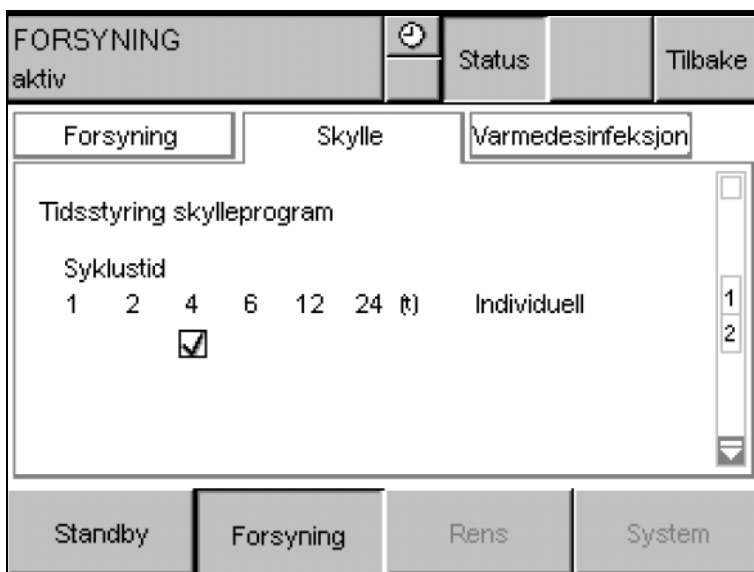 FORSYNING
aktiv
Status
Tilbake
Forsyning
Skylle
Varmedesinfeksjon
Tidsstyring skylleprogram
Syklustid
1 2 4 6 12 24 (t) Individuell
1
2
Standby
Forsyning
Rens
System